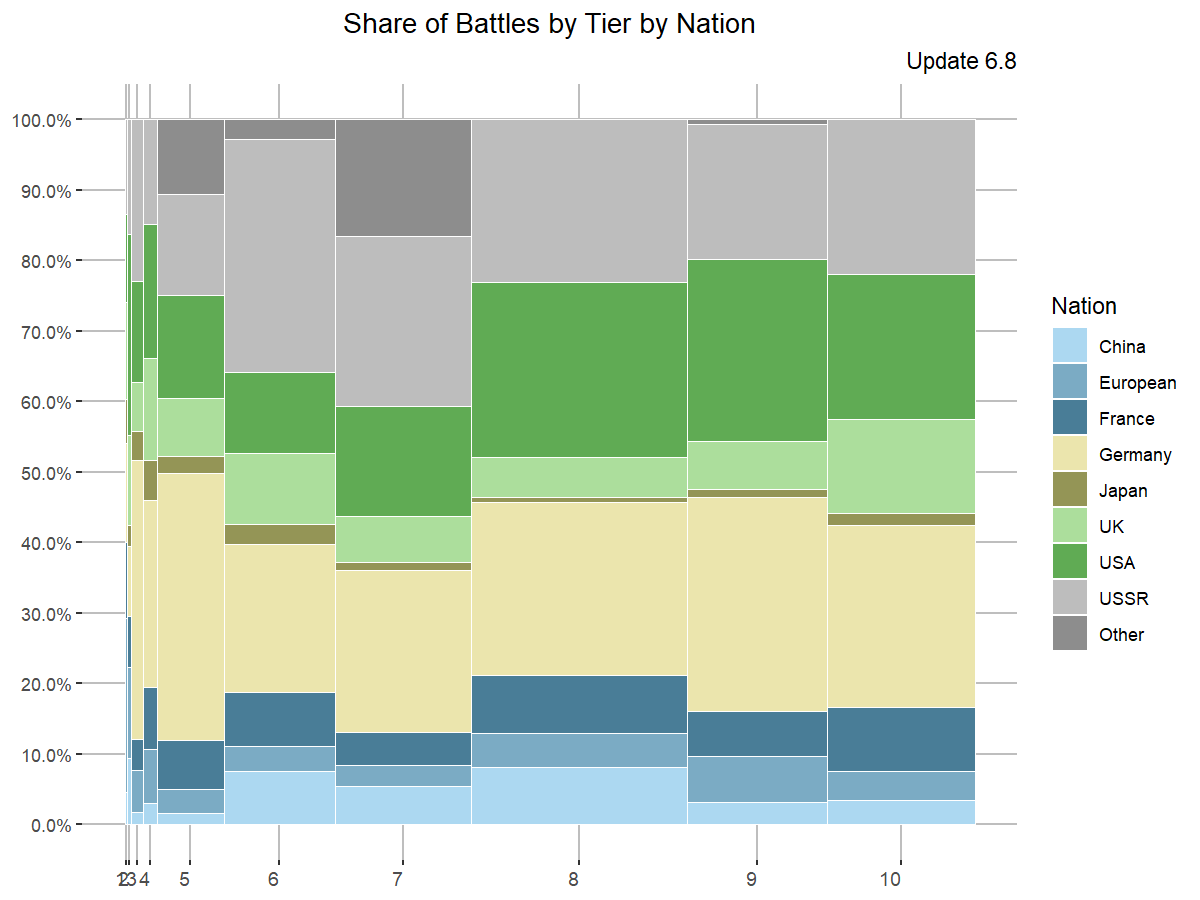 Share of Battles by Tier by Nation
Update 6.8
100.0%
90.0%
80.0%
70.0%
60.0%
50.0%
40.0%
30.0%
20.0%
10.0%
0.0%
1 2 3 4 5 6 7 8 9 10
Nation
China
European
France
Germany
Japan
UK
USA
USSR
Other